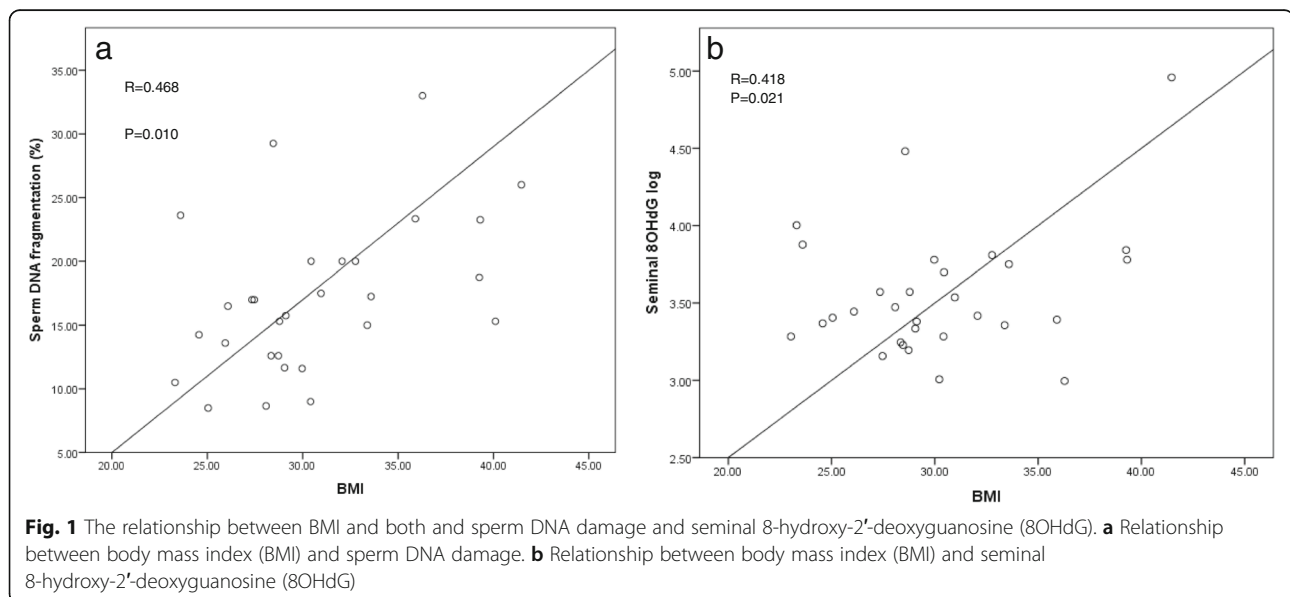 a
R=0.468
P=0.010
Sperm DNA fragmentation (%)
35.00
30.00
25.00
20.00
15.00
10.00
5.00
20.00 25.00 30.00 35.00 40.00 45.00
BMI
b
R=0.418
P=0.021
Seminal 8OHdG log
5.00
4.50
4.00
3.50
3.00
2.50
20.00 25.00 30.00 35.00 40.00 45.00
BMI
Fig. 1 The relationship between BMI and both and sperm DNA damage and seminal 8-hydroxy-2′-deoxyguanosine (8OHdG). a Relationship
between body mass index (BMI) and sperm DNA damage. b Relationship between body mass index (BMI) and seminal
8-hydroxy-2′-deoxyguanosine (8OHdG)